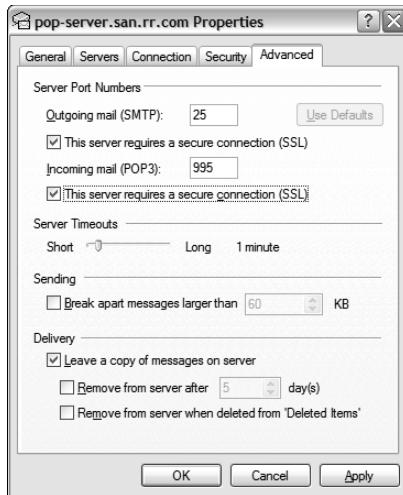 pop-server.san.rr.com Properties
General Servers Connection Security Advanced
Server Port Numbers
Outgoing mail (SMTP): 25 Use Defaults
This server requires a secure connection (SSL)
Incoming mail (POP3): 995
This server requires a secure connection (SSL)
Server Timeouts
Short Long 1 minute
Sending
Break apart messages larger than 60 KB
Delivery
Leave a copy of messages on server
Remove from server after 5 day(s)
Remove from server when deleted from 'Deleted Items'
OK Cancel Apply